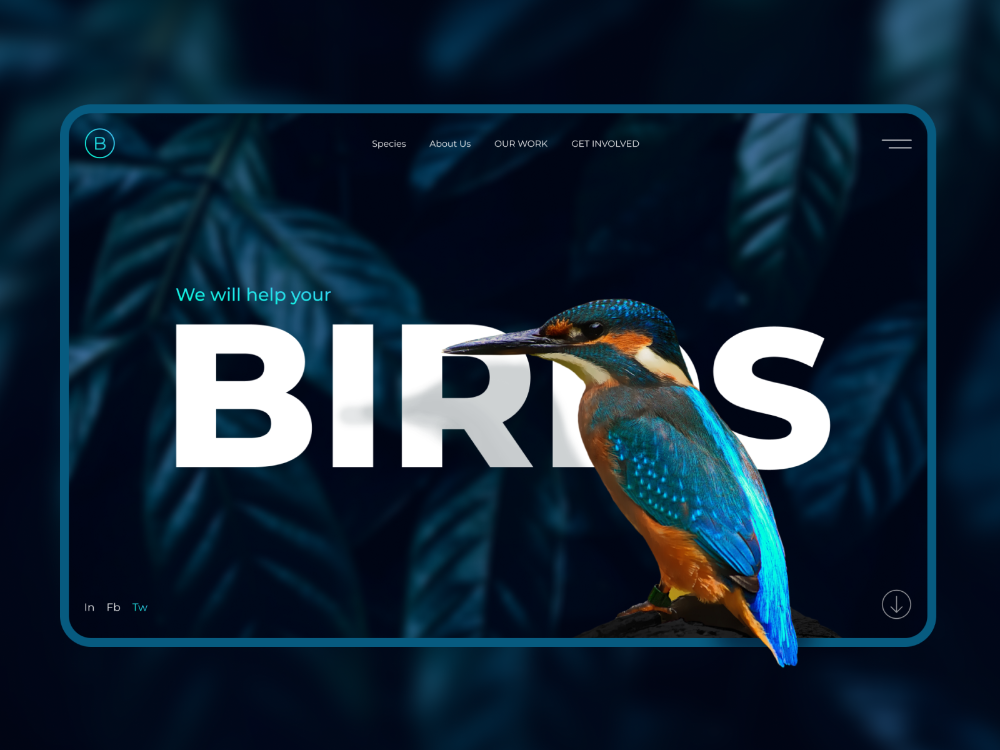 B
Species About Us OUR WORK GET INVOLVED
We will help your
BIRDS
In Fb Tw